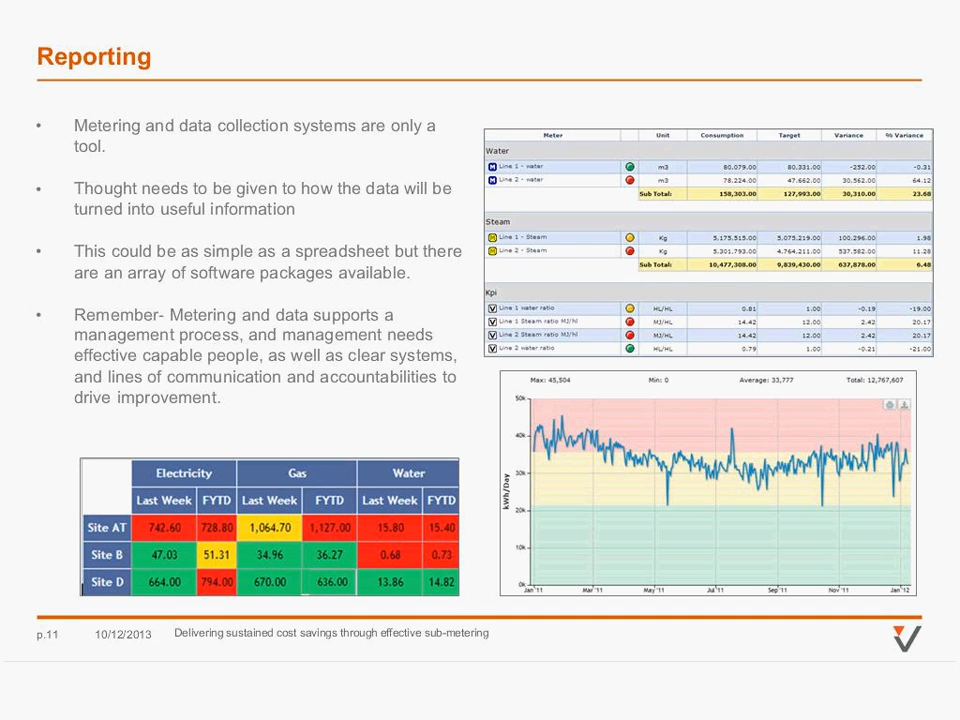 Reporting
• Metering and data collection systems are only a
tool.
• Thought needs to be given to how the data will be
turned into useful information
• This could be as simple as a spreadsheet but there
are an array of software packages available.
• Remember- Metering and data supports a
management process, and management needs
effective capable people, as well as clear systems,
and lines of communication and accountabilities to
drive improvement.
Meter Unit Consumption Target Variance % Variance
Water
M Line 1 - water m3 80.079.00 80.331.00 -252.00 -0.31
M Line 2 - water m3 78.224.00 47.662.00 30.562.00 64.12
Sub Total: 158,303.00 127,993.00 30,310.00 23.68
Steam
M Line 1 - Steam Kg 5.175.515.00 5.075.219.00 100.296.00 1.98
M Line 2 - Steam Kg 5.301.793.00 4.764.211.00 537.582.00 11.28
Sub Total: 10,477,308.00 9,839,430.00 637,878.00 6.48
Kpi
V Line 1 water ratio HL/HL 0.81 1.00 -0.19 -19.00
V Line 1 Steam ratio MJ/hl MJ/HL 14.42 12.00 2.42 20.17
V Line 2 Steam ratio MJ/hl MJ/HL 14.42 12.00 2.42 20.17
V Line 2 water ratio HL/HL 0.79 1.00 -0.21 -21.00
Max: 45,504 Min: 0 Average: 33,777 Total: 12,767,607
50k
40k
30k
20k
10k
0k
kWh/Day
Jan '11 Mar '11 May '11 Jul '11 Sep '11 Nov '11 Jan '12
Electricity Gas Water
Last Week FYTD Last Week FYTD Last Week FYTD
Site AT 742.60 728.80 1,064.70 1,127.00 15.80 15.40
Site B 47.03 51.31 34.96 36.27 0.68 0.73
Site D 664.00 794.00 670.00 636.00 13.86 14.82
p.11 10/12/2013 Delivering sustained cost savings through effective sub-metering